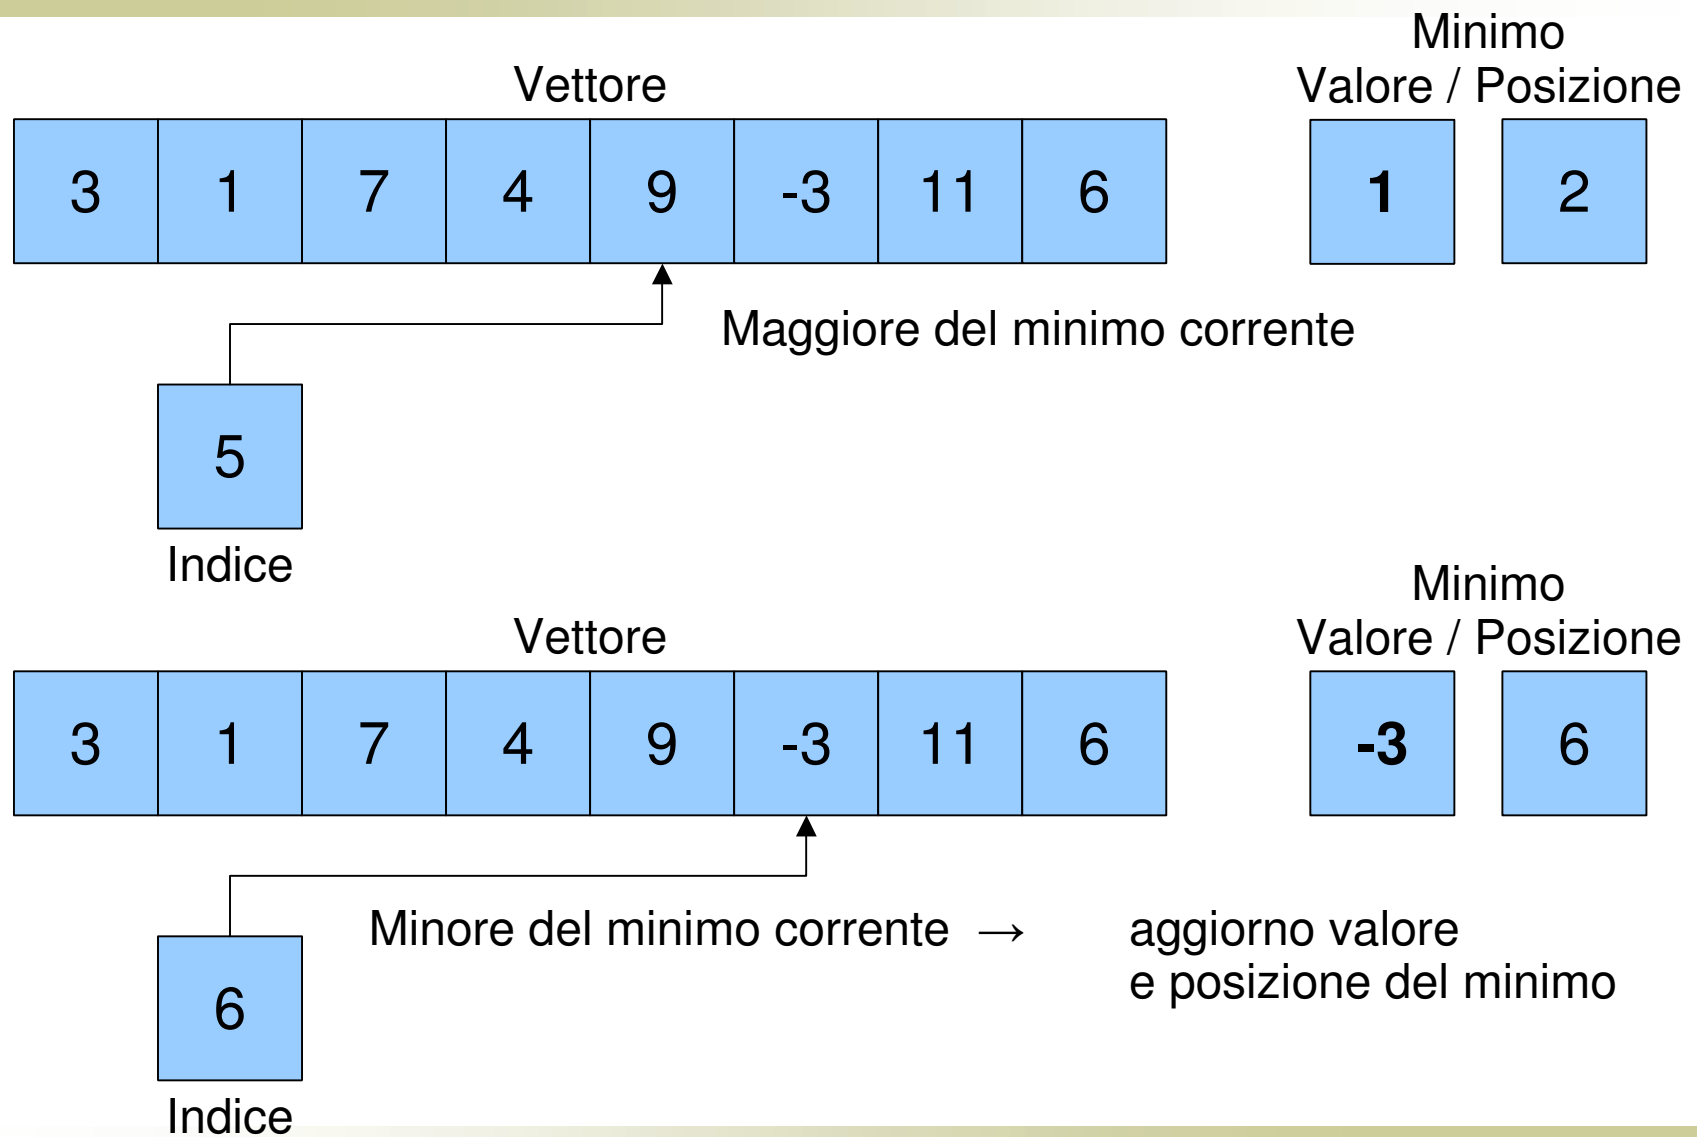 Minimo
Vettore
Valore / Posizione
3 1 7 4 9 -3 11 6
1 2
Maggiore del minimo corrente
5
Indice
Minimo
Vettore
Valore / Posizione
3 1 7 4 9 -3 11 6
-3 6
Minore del minimo corrente → aggiorno valore
e posizione del minimo
6
Indice